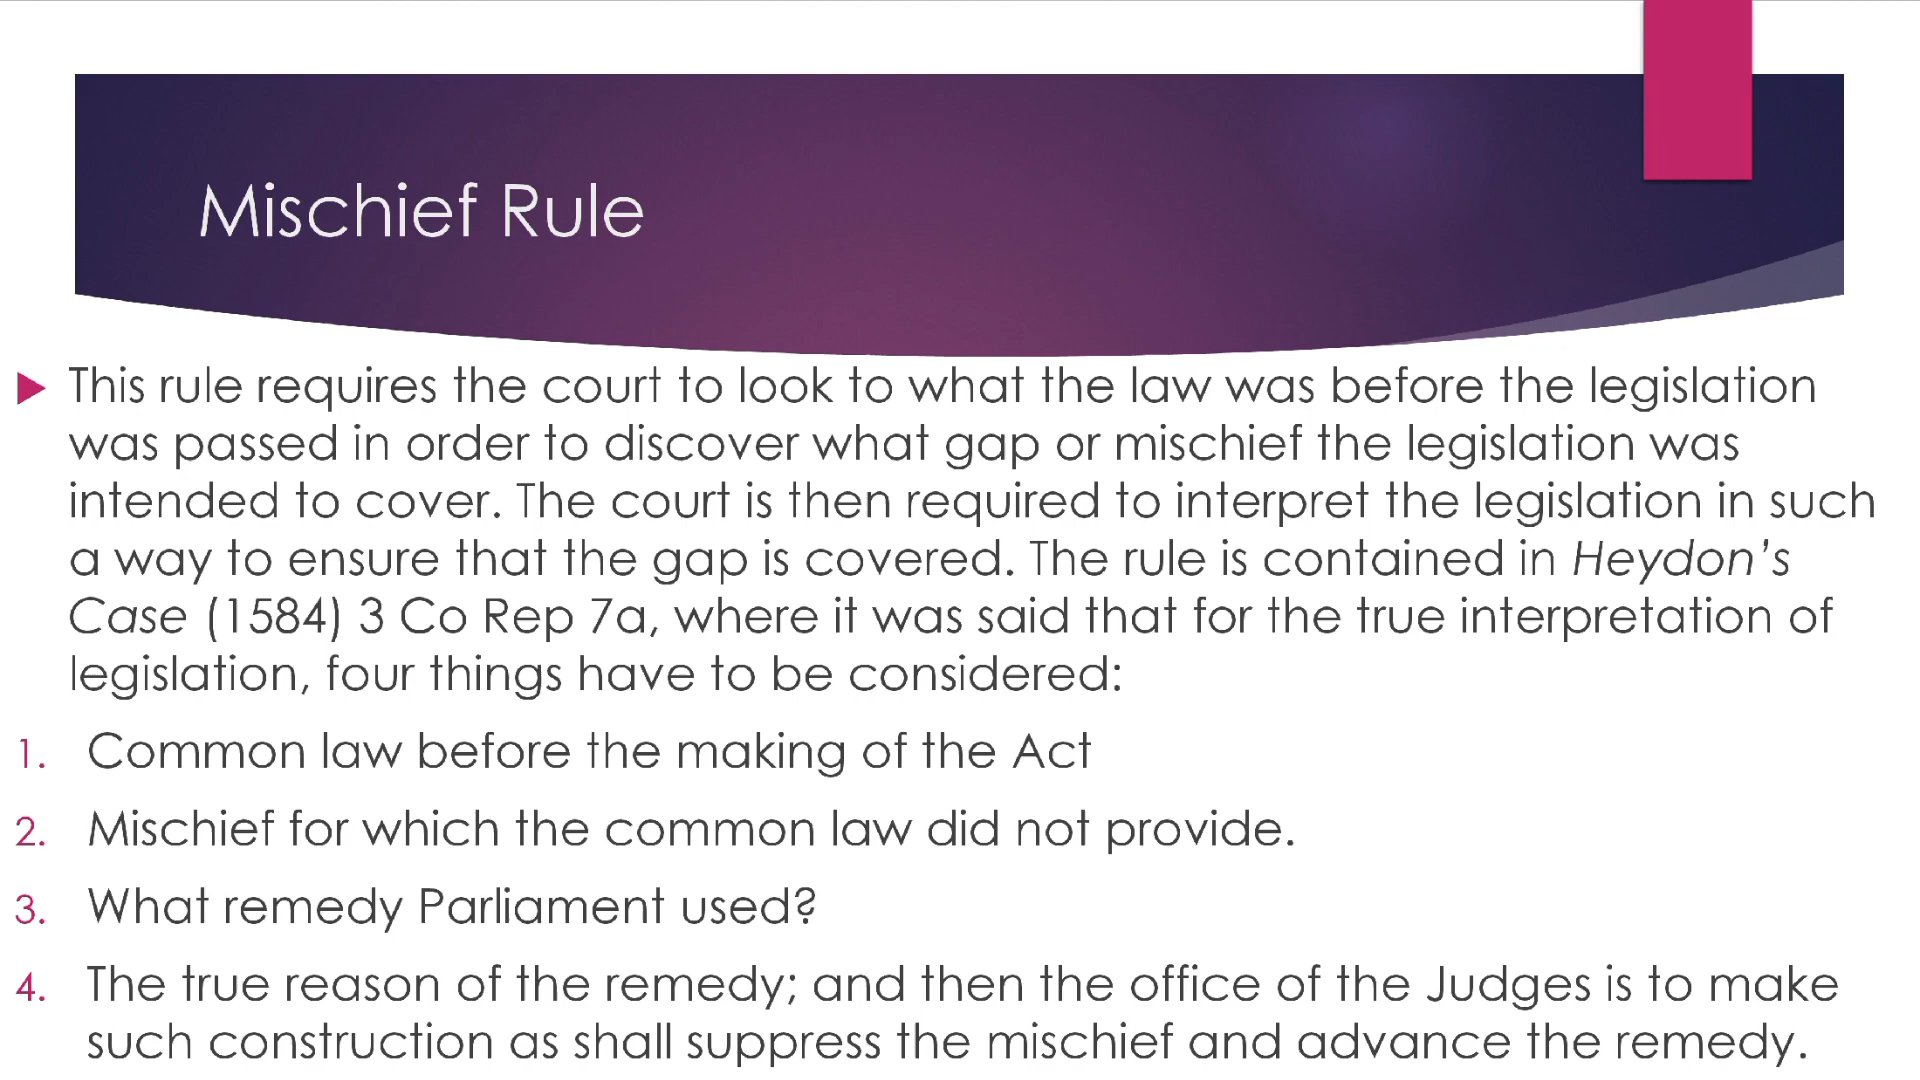 Mischief Rule
This rule requires the court to look to what the law was before the legislation
was passed in order to discover what gap or mischief the legislation was
intended to cover. The court is then required to interpret the legislation in such
a way to ensure that the gap is covered. The rule is contained in Heydon’s
Case (1584) 3 Co Rep 7a, where it was said that for the true interpretation of
legislation, four things have to be considered:
1. Common law before the making of the Act
2. Mischief for which the common law did not provide.
3. What remedy Parliament used?
4. The true reason of the remedy; and then the office of the Judges is to make
such construction as shall suppress the mischief and advance the remedy.